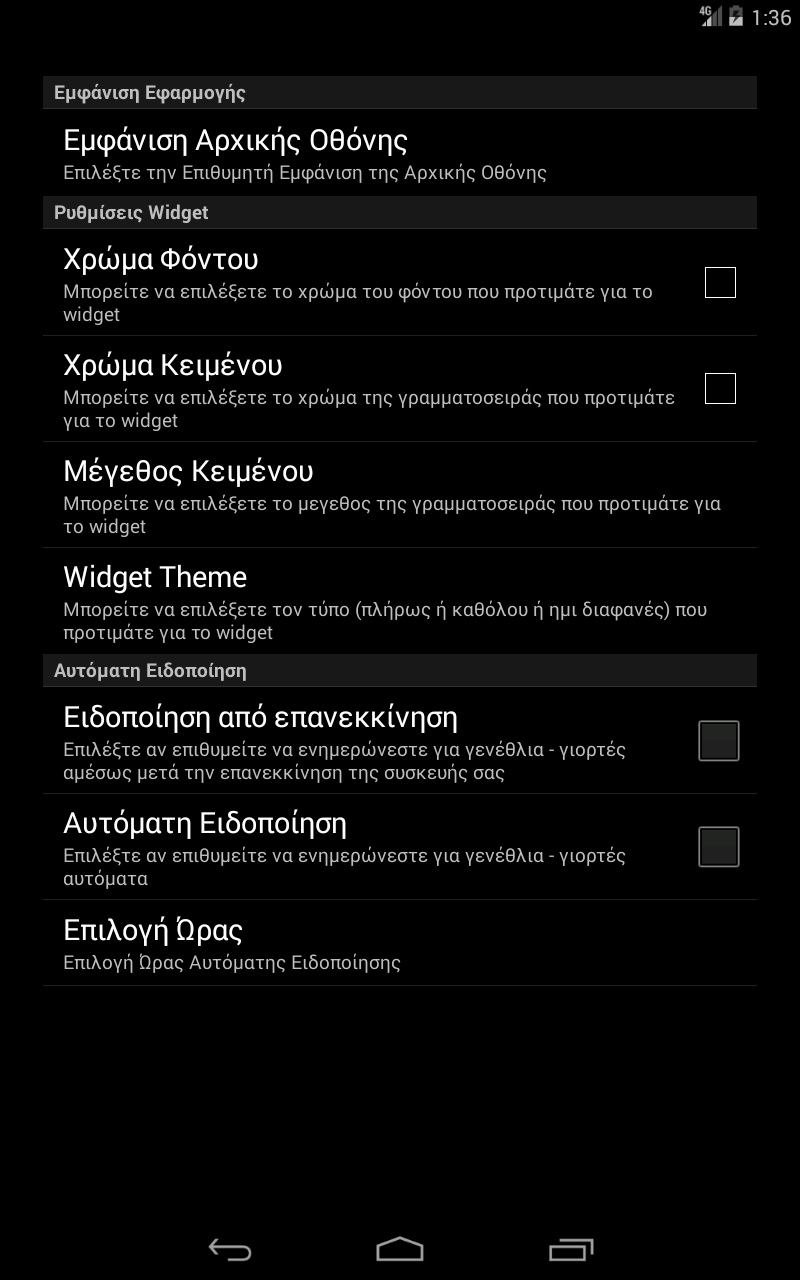 4G 1:36
Εμφάνιση Εφαρμογής
Εμφάνιση Αρχικής Οθόνης
Επιλέξτε την Επιθυμητή Εμφάνιση της Αρχικής Οθόνης
Ρυθμίσεις Widget
Χρώμα Φόντου
Μπορείτε να επιλέξετε το χρώμα του φόντου που προτιμάτε για το
widget
Χρώμα Κειμένου
Μπορείτε να επιλέξετε το χρώμα της γραμματοσειράς που προτιμάτε
για το widget
Μέγεθος Κειμένου
Μπορείτε να επιλέξετε το μεγεθος της γραμματοσειράς που προτιμάτε για
το widget
Widget Theme
Μπορείτε να επιλέξετε τον τύπο (πλήρως ή καθόλου ή ημι διαφανές) που
προτιμάτε για το widget
Αυτόματη Ειδοποίηση
Ειδοποίηση από επανεκκίνηση
Επιλέξτε αν επιθυμείτε να ενημερώνεστε για γενέθλια - γιορτές
αμέσως μετά την επανεκκίνηση της συσκευής σας
Αυτόματη Ειδοποίηση
Επιλέξτε αν επιθυμείτε να ενημερώνεστε για γενέθλια - γιορτές
αυτόματα
Επιλογή Ώρας
Επιλογή Ώρας Αυτόματης Ειδοποίησης